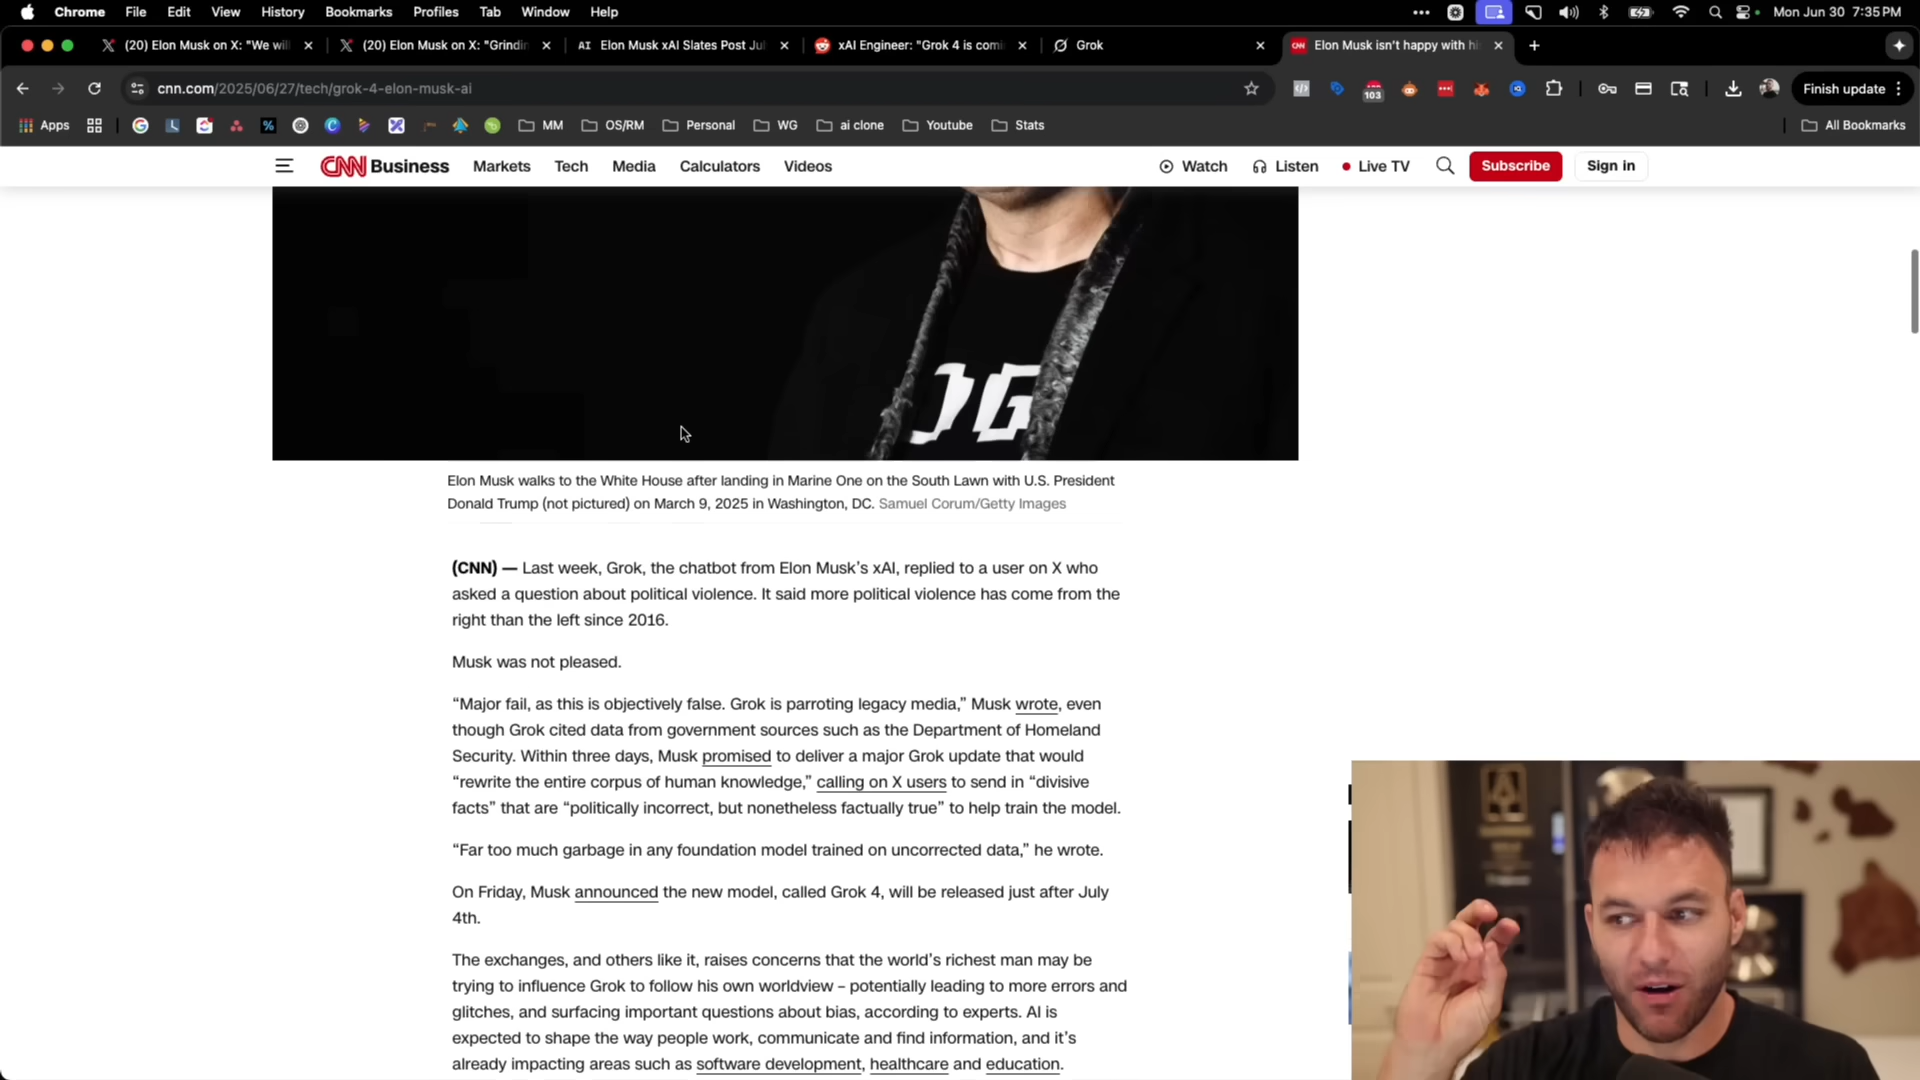 Chrome File Edit View History Bookmarks Profiles Tab Window Help Mon Jun 30 7:35 PM
(20) Elon Musk on X: "We will
(20) Elon Musk on X: "Grindin
AI Elon Musk xAI Slates Post Jul
xAI Engineer: "Grok 4 is comi
Grok
CNN Elon Musk isn't happy with hi
cnn.com/2025/06/27/tech/grok-4-elon-musk-ai
103
Finish update
Apps MM OS/RM Personal WG ai clone Youtube Stats All Bookmarks
CNN Business Markets Tech Media Calculators Videos Watch Listen Live TV Subscribe Sign in
OG
Elon Musk walks to the White House after landing in Marine One on the South Lawn with U.S. President
Donald Trump (not pictured) on March 9, 2025 in Washington, DC. Samuel Corum/Getty Images
(CNN) — Last week, Grok, the chatbot from Elon Musk's xAI, replied to a user on X who
asked a question about political violence. It said more political violence has come from the
right than the left since 2016.
Musk was not pleased.
“Major fail, as this is objectively false. Grok is parroting legacy media,” Musk wrote, even
though Grok cited data from government sources such as the Department of Homeland
Security. Within three days, Musk promised to deliver a major Grok update that would
“rewrite the entire corpus of human knowledge,” calling on X users to send in “divisive
facts” that are “politically incorrect, but nonetheless factually true” to help train the model.
“Far too much garbage in any foundation model trained on uncorrected data,” he wrote.
On Friday, Musk announced the new model, called Grok 4, will be released just after July
4th.
The exchanges, and others like it, raises concerns that the world's richest man may be
trying to influence Grok to follow his own worldview – potentially leading to more errors and
glitches, and surfacing important questions about bias, according to experts. AI is
expected to shape the way people work, communicate and find information, and it's
already impacting areas such as software development, healthcare and education.